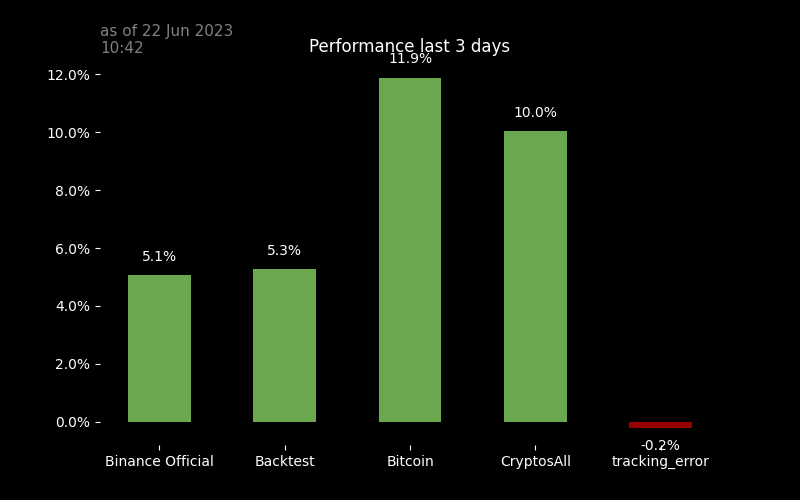 as of 22 Jun 2023
10:42
Performance last 3 days
12.0%
10.0%
8.0%
6.0%
4.0%
2.0%
0.0%
5.1%
5.3%
11.9%
10.0%
-0.2%
Binance Official
Backtest
Bitcoin
CryptosAll
tracking_error